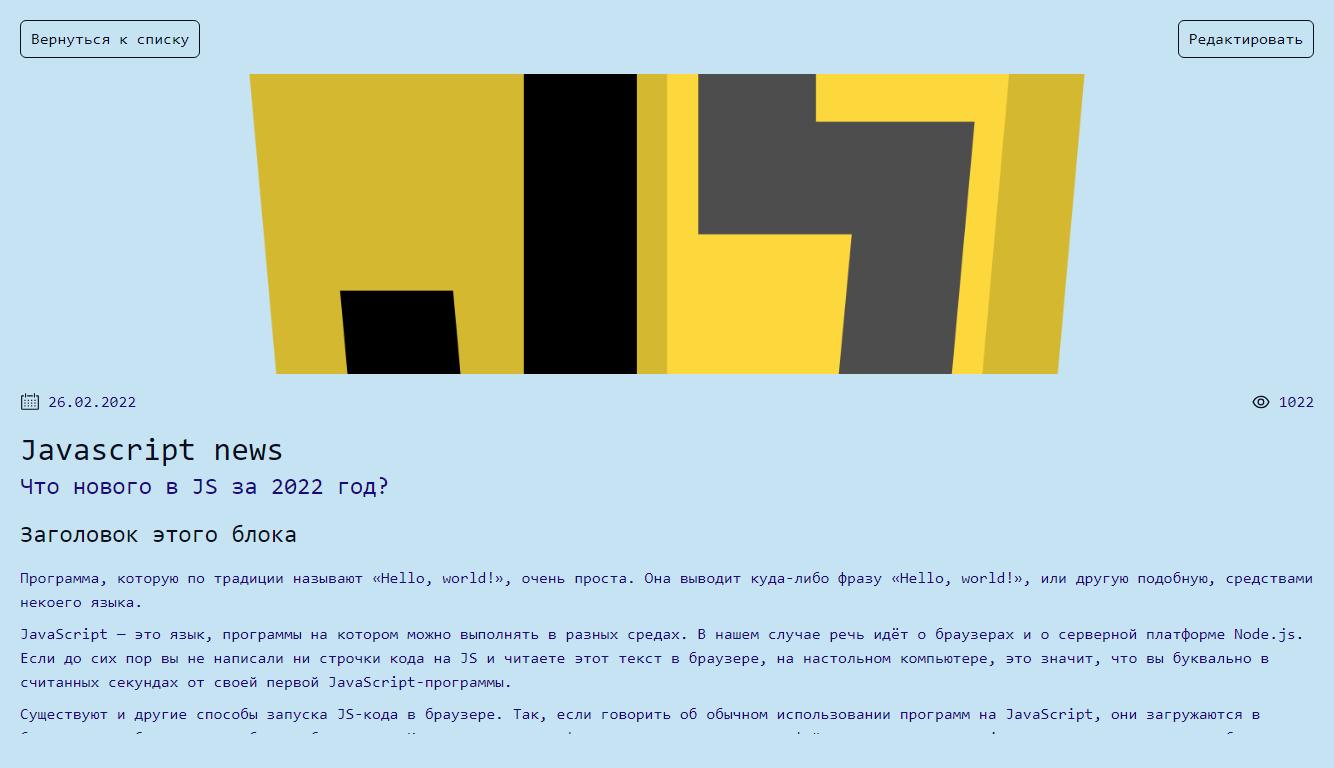 Вернуться к списку
Редактировать
JS
26.02.2022
1022
Javascript news
Что нового в JS за 2022 год?
Заголовок этого блока
Программа, которую по традиции называют «Hello, world!», очень проста. Она выводит куда-либо фразу «Hello, world!», или другую подобную, средствами
некоего языка.
JavaScript — это язык, программы на котором можно выполнять в разных средах. В нашем случае речь идёт о браузерах и о серверной платформе Node.js.
Если до сих пор вы не написали ни строчки кода на JS и читаете этот текст в браузере, на настольном компьютере, это значит, что вы буквально в
считанных секундах от своей первой JavaScript-программы.
Существуют и другие способы запуска JS-кода в браузере. Так, если говорить об обычном использовании программ на JavaScript, они загружаются в